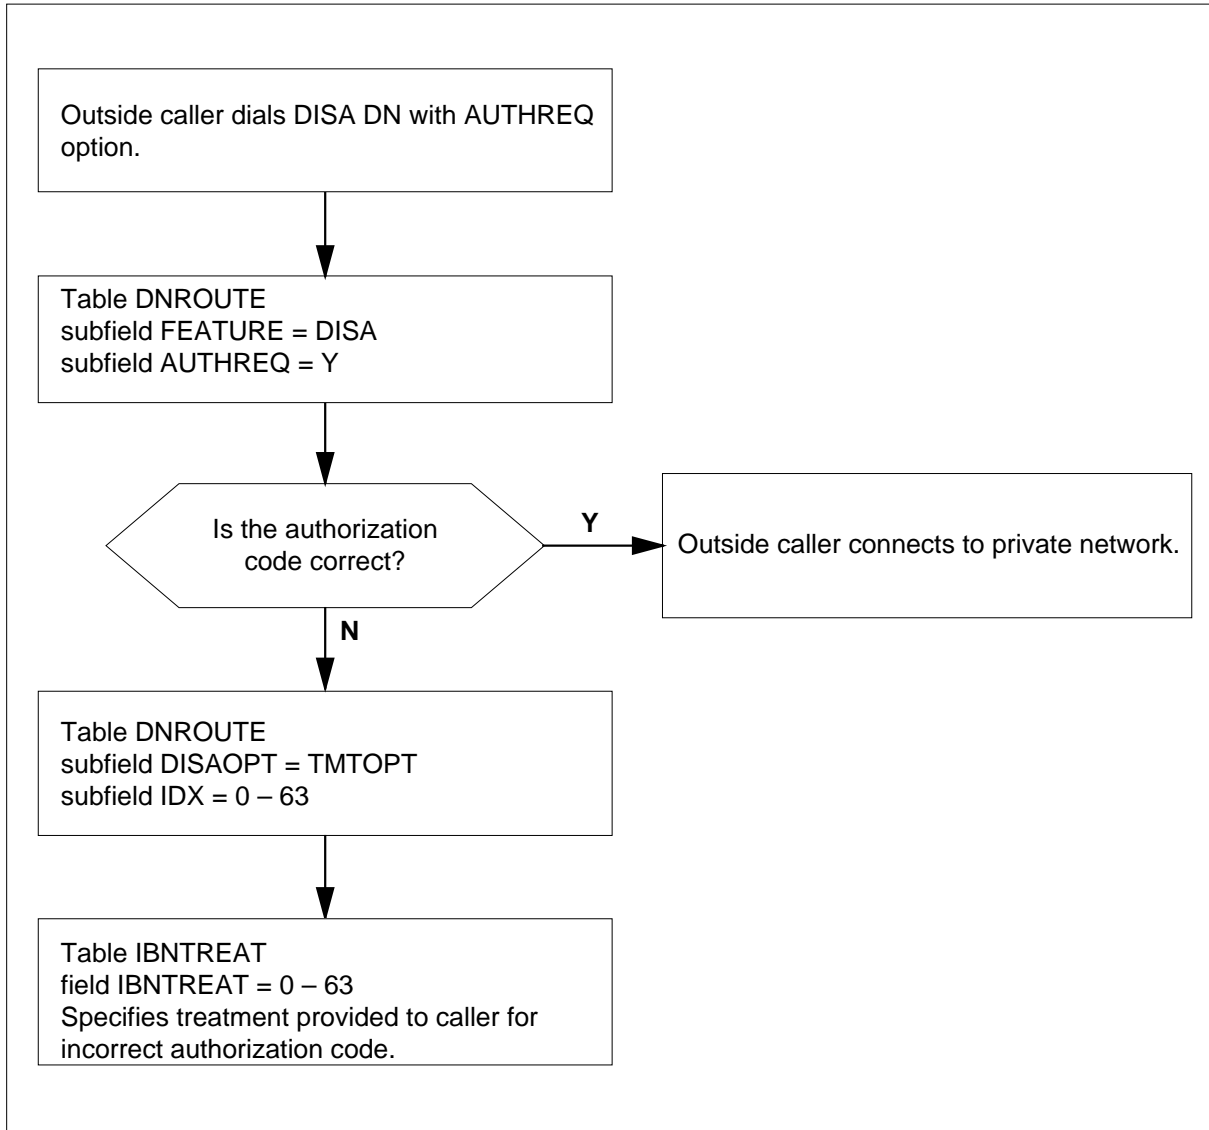 Outside caller dials DISA DN with AUTHREQ
option.
Table DNROUTE
subfield FEATURE = DISA
subfield AUTHREQ = Y
Is the authorization
code correct?
Y
Outside caller connects to private network.
N
Table DNROUTE
subfield DISAOPT = TMTOPT
subfield IDX = 0 – 63
Table IBNTREAT
field IBNTREAT = 0 – 63
Specifies treatment provided to caller for
incorrect authorization code.